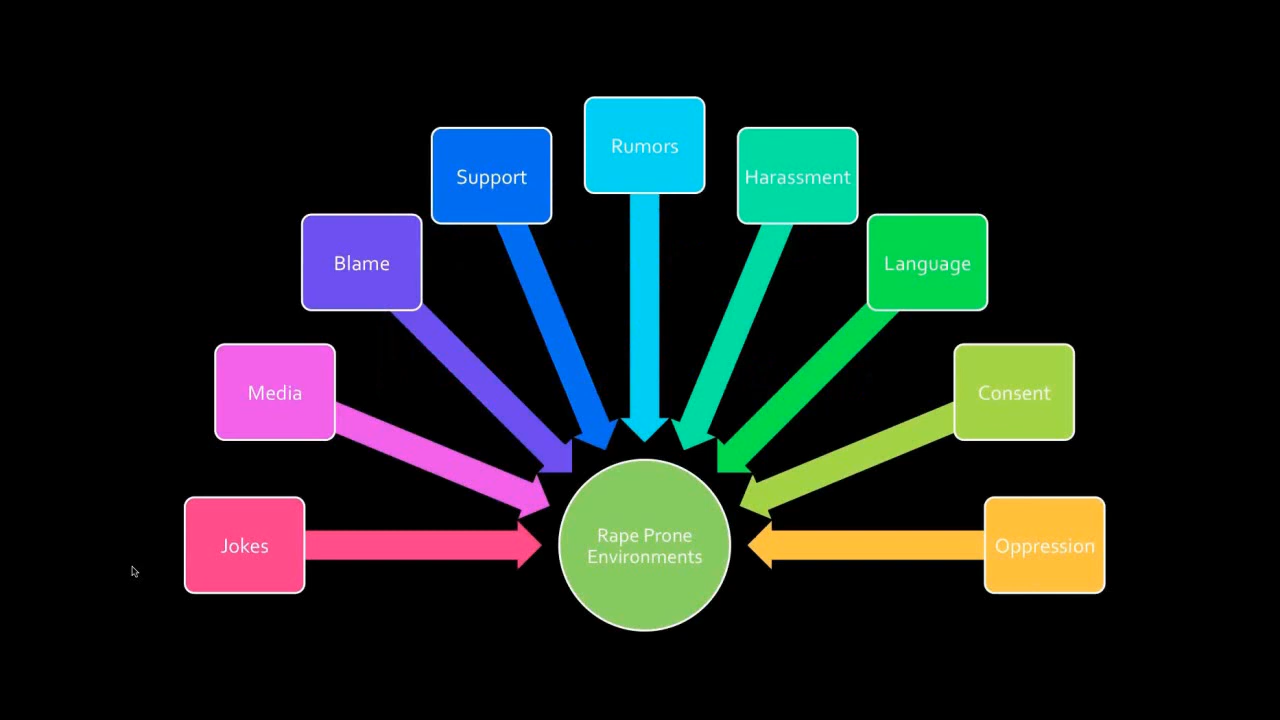 Rumors
Support
Harassment
Blame
Language
Media
Consent
Jokes
Rape Prone
Environments
Oppression